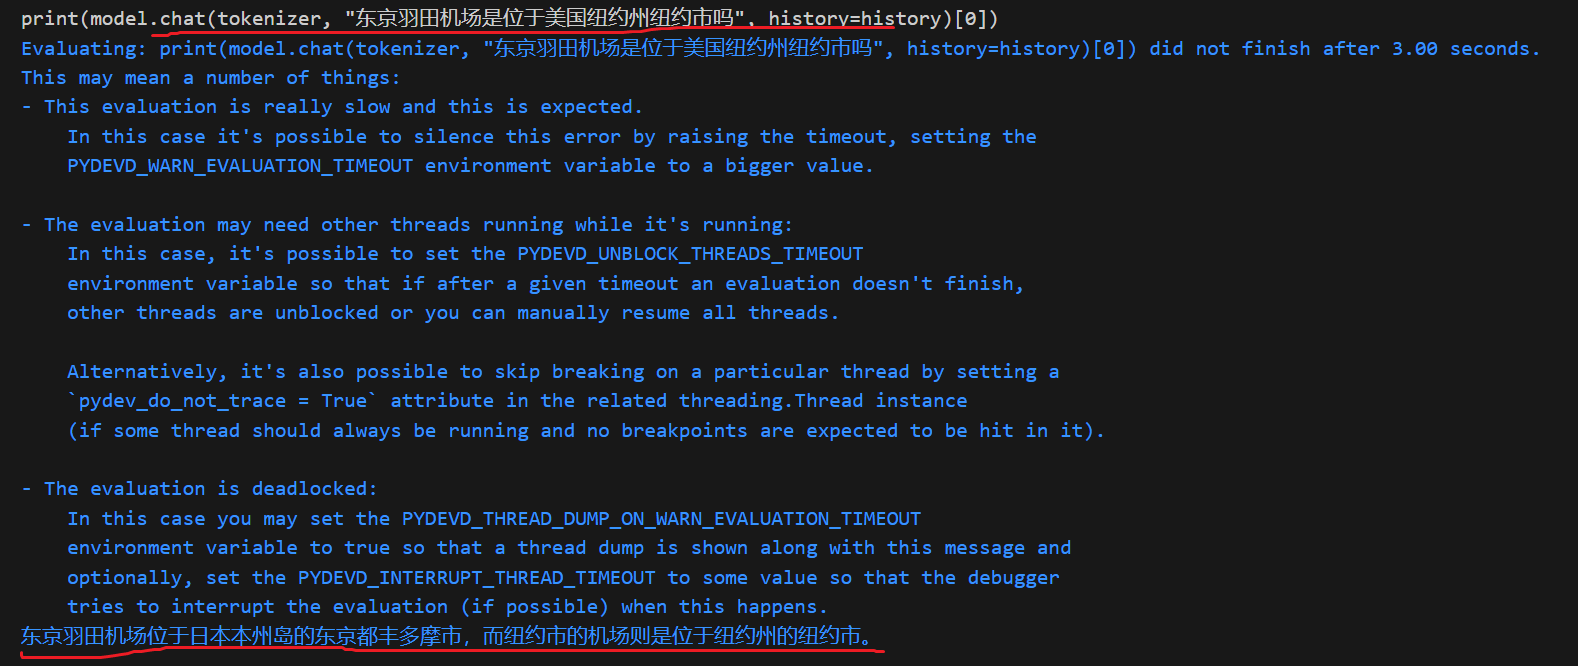 print(model.chat(tokenizer, "东京羽田机场是位于美国纽约州纽约市吗", history=history)[0])
Evaluating: print(model.chat(tokenizer, "东京羽田机场是位于美国纽约州纽约市吗", history=history)[0]) did not finish after 3.00 seconds.
This may mean a number of things:
- This evaluation is really slow and this is expected.
In this case it's possible to silence this error by raising the timeout, setting the
PYDEVD_WARN_EVALUATION_TIMEOUT environment variable to a bigger value.
- The evaluation may need other threads running while it's running:
In this case, it's possible to set the PYDEVD_UNBLOCK_THREADS_TIMEOUT
environment variable so that if after a given timeout an evaluation doesn't finish,
other threads are unblocked or you can manually resume all threads.
Alternatively, it's also possible to skip breaking on a particular thread by setting a
`pydev_do_not_trace = True` attribute in the related threading.Thread instance
(if some thread should always be running and no breakpoints are expected to be hit in it).
- The evaluation is deadlocked:
In this case you may set the PYDEVD_THREAD_DUMP_ON_WARN_EVALUATION_TIMEOUT
environment variable to true so that a thread dump is shown along with this message and
optionally, set the PYDEVD_INTERRUPT_THREAD_TIMEOUT to some value so that the debugger
tries to interrupt the evaluation (if possible) when this happens.
东京羽田机场位于日本本州岛的东京都丰多摩市，而纽约市的机场则是位于纽约州的纽约市。